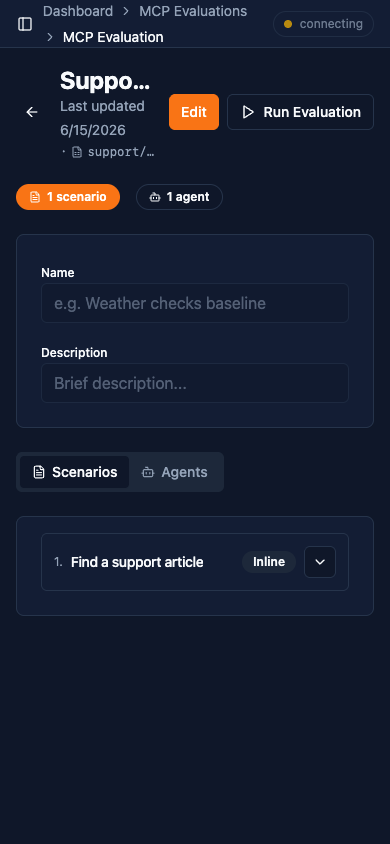 Dashboard > MCP Evaluations
> MCP Evaluation
connecting
Suppo...
Last updated
6/15/2026
· support/...
Edit
Run Evaluation
1 scenario
1 agent
Name
e.g. Weather checks baseline
Description
Brief description...
Scenarios
Agents
1. Find a support article
Inline